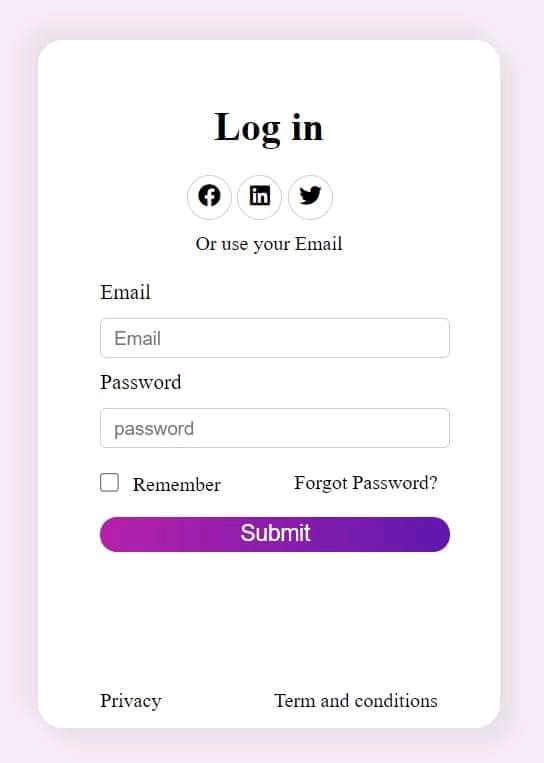 Log in
Or use your Email
Email
Email
Password
password
Remember Forgot Password?
Submit
Privacy Term and conditions